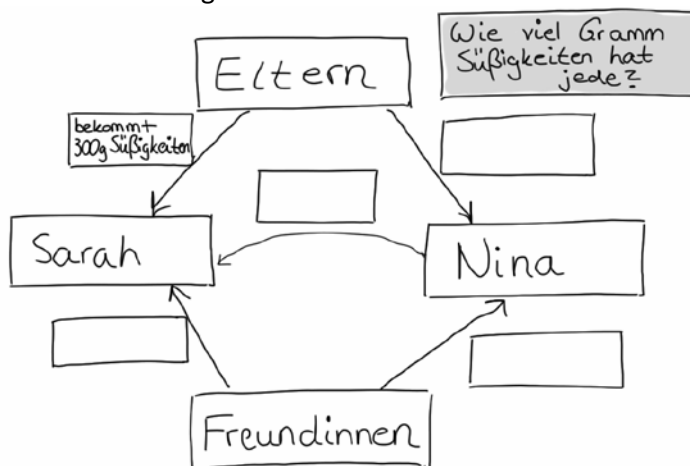 Wie viel Gramm
Süßigkeiten hat
jede?
Eltern
bekommt
300g Süßigkeiten
Sarah
Nina
Freundinnen